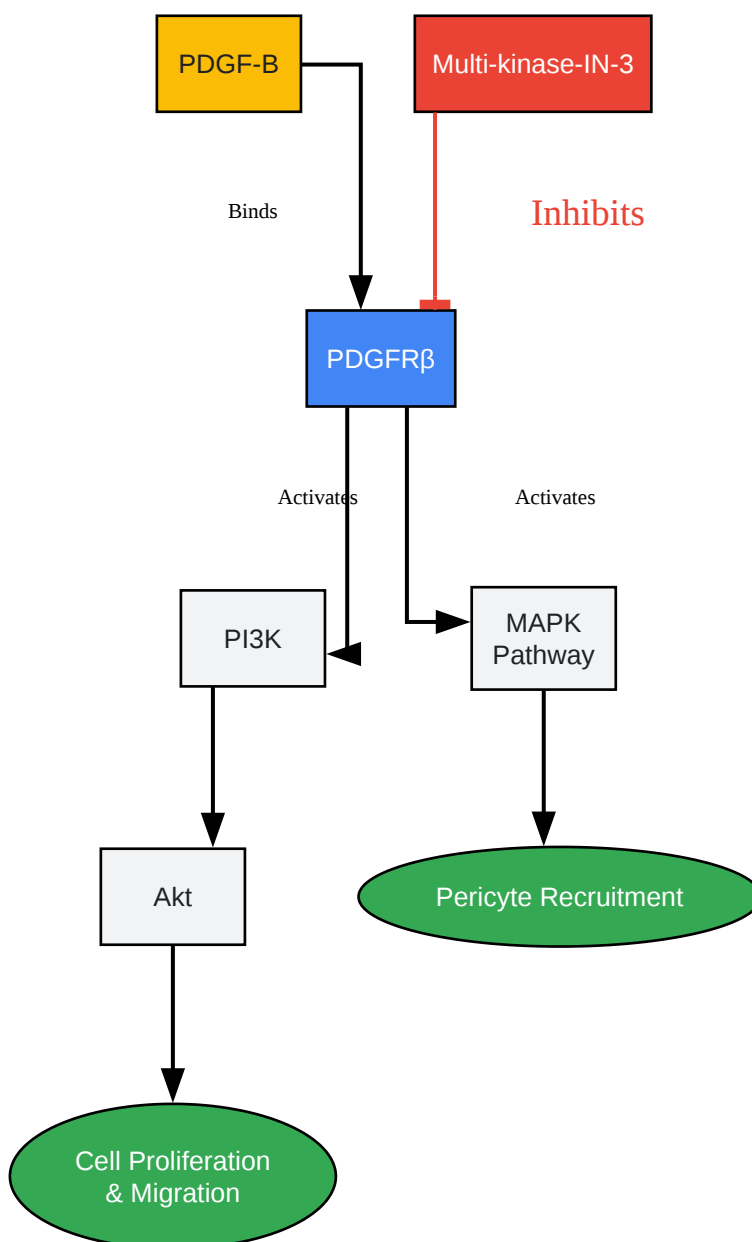 PDGF-B
Multi-kinase-IN-3
Binds
Inhibits
PDGFRβ
Activates
Activates
PI3K
MAPK
Pathway
Akt
Pericyte Recruitment
Cell Proliferation
& Migration